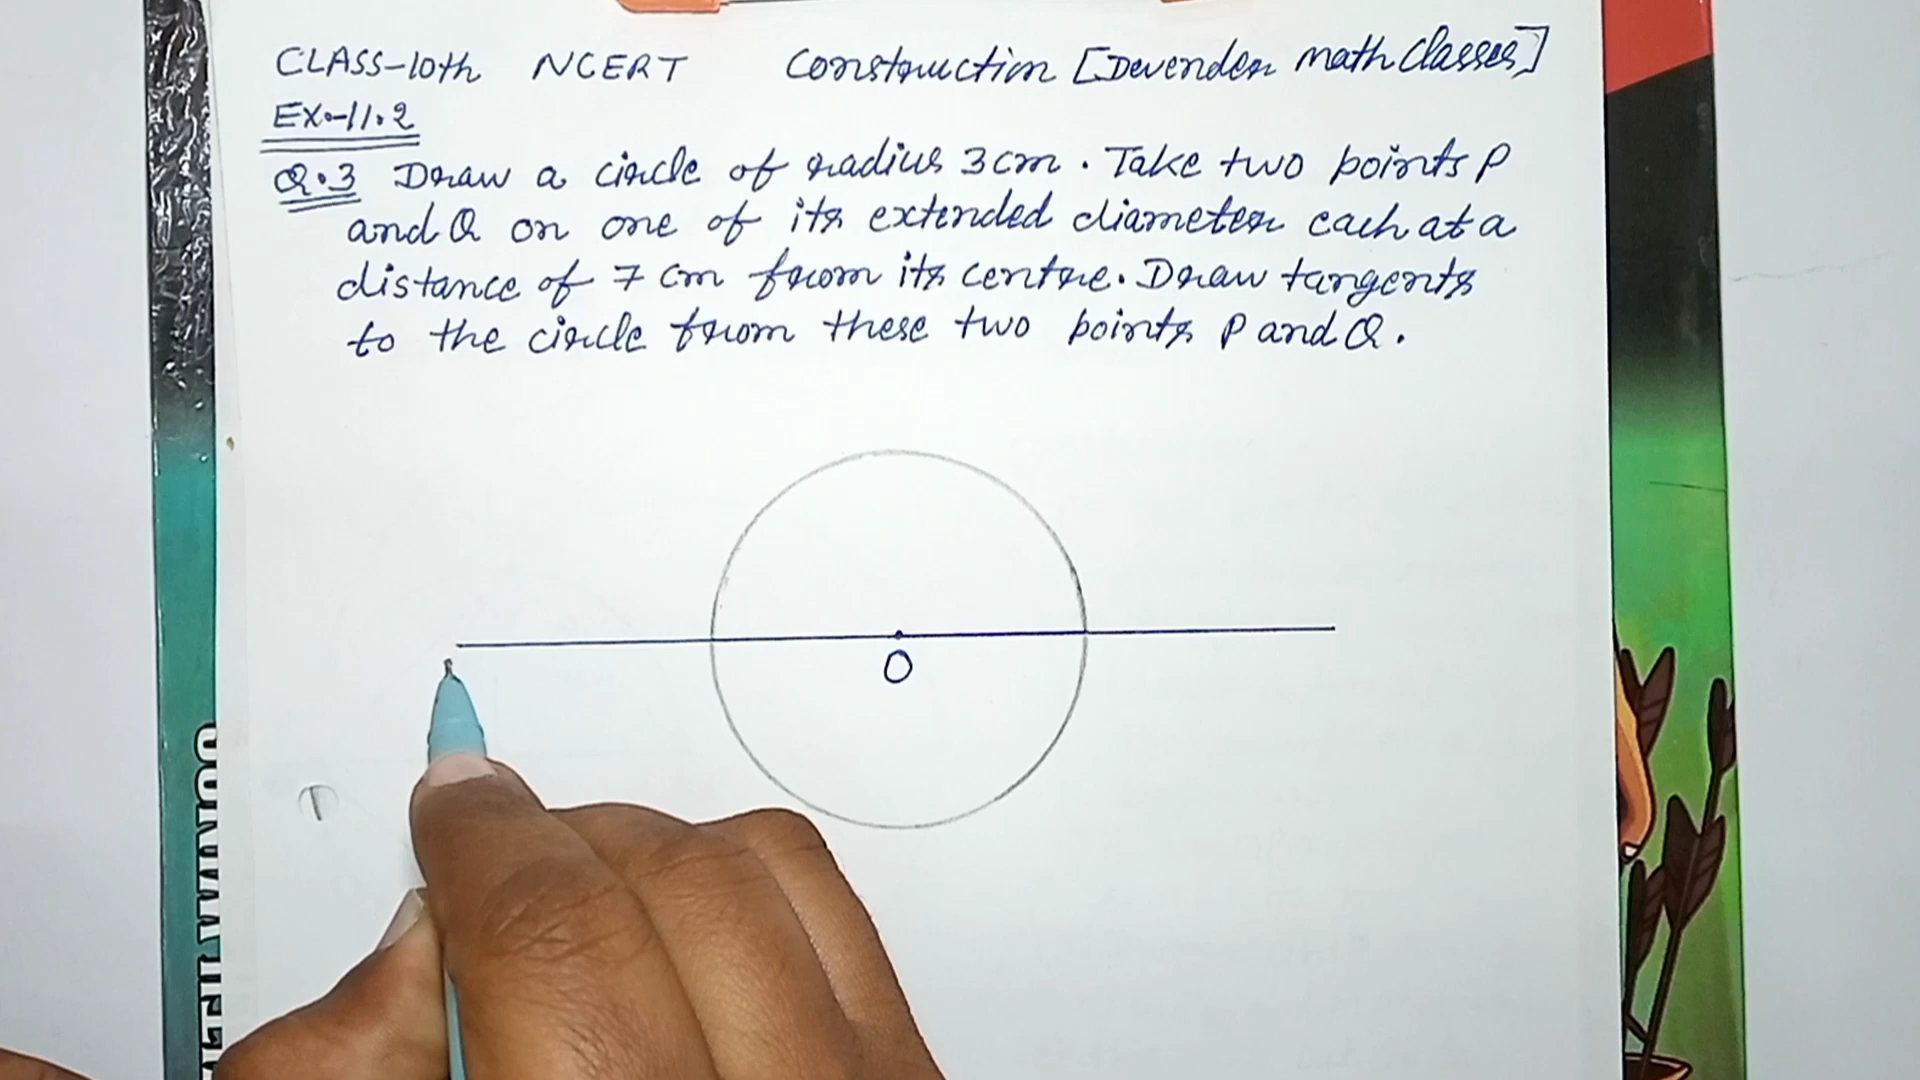 CLASS-10th NCERT Construction [Devender math Classes]
EX.-11.2
Q.3 Draw a circle of radius 3 cm. Take two points P
and Q on one of its extended diameter each at a
distance of 7 cm from its centre. Draw tangents
to the circle from these two points P and Q.
O